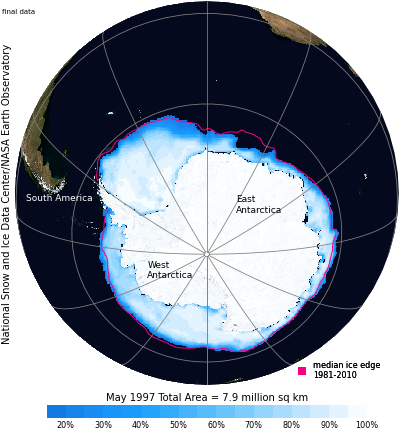 final data
National Snow and Ice Data Center/NASA Earth Observatory
South America
East
Antarctica
West
Antarctica
median ice edge
1981-2010
May 1997 Total Area = 7.9 million sq km
20% 30% 40% 50% 60% 70% 80% 90% 100%